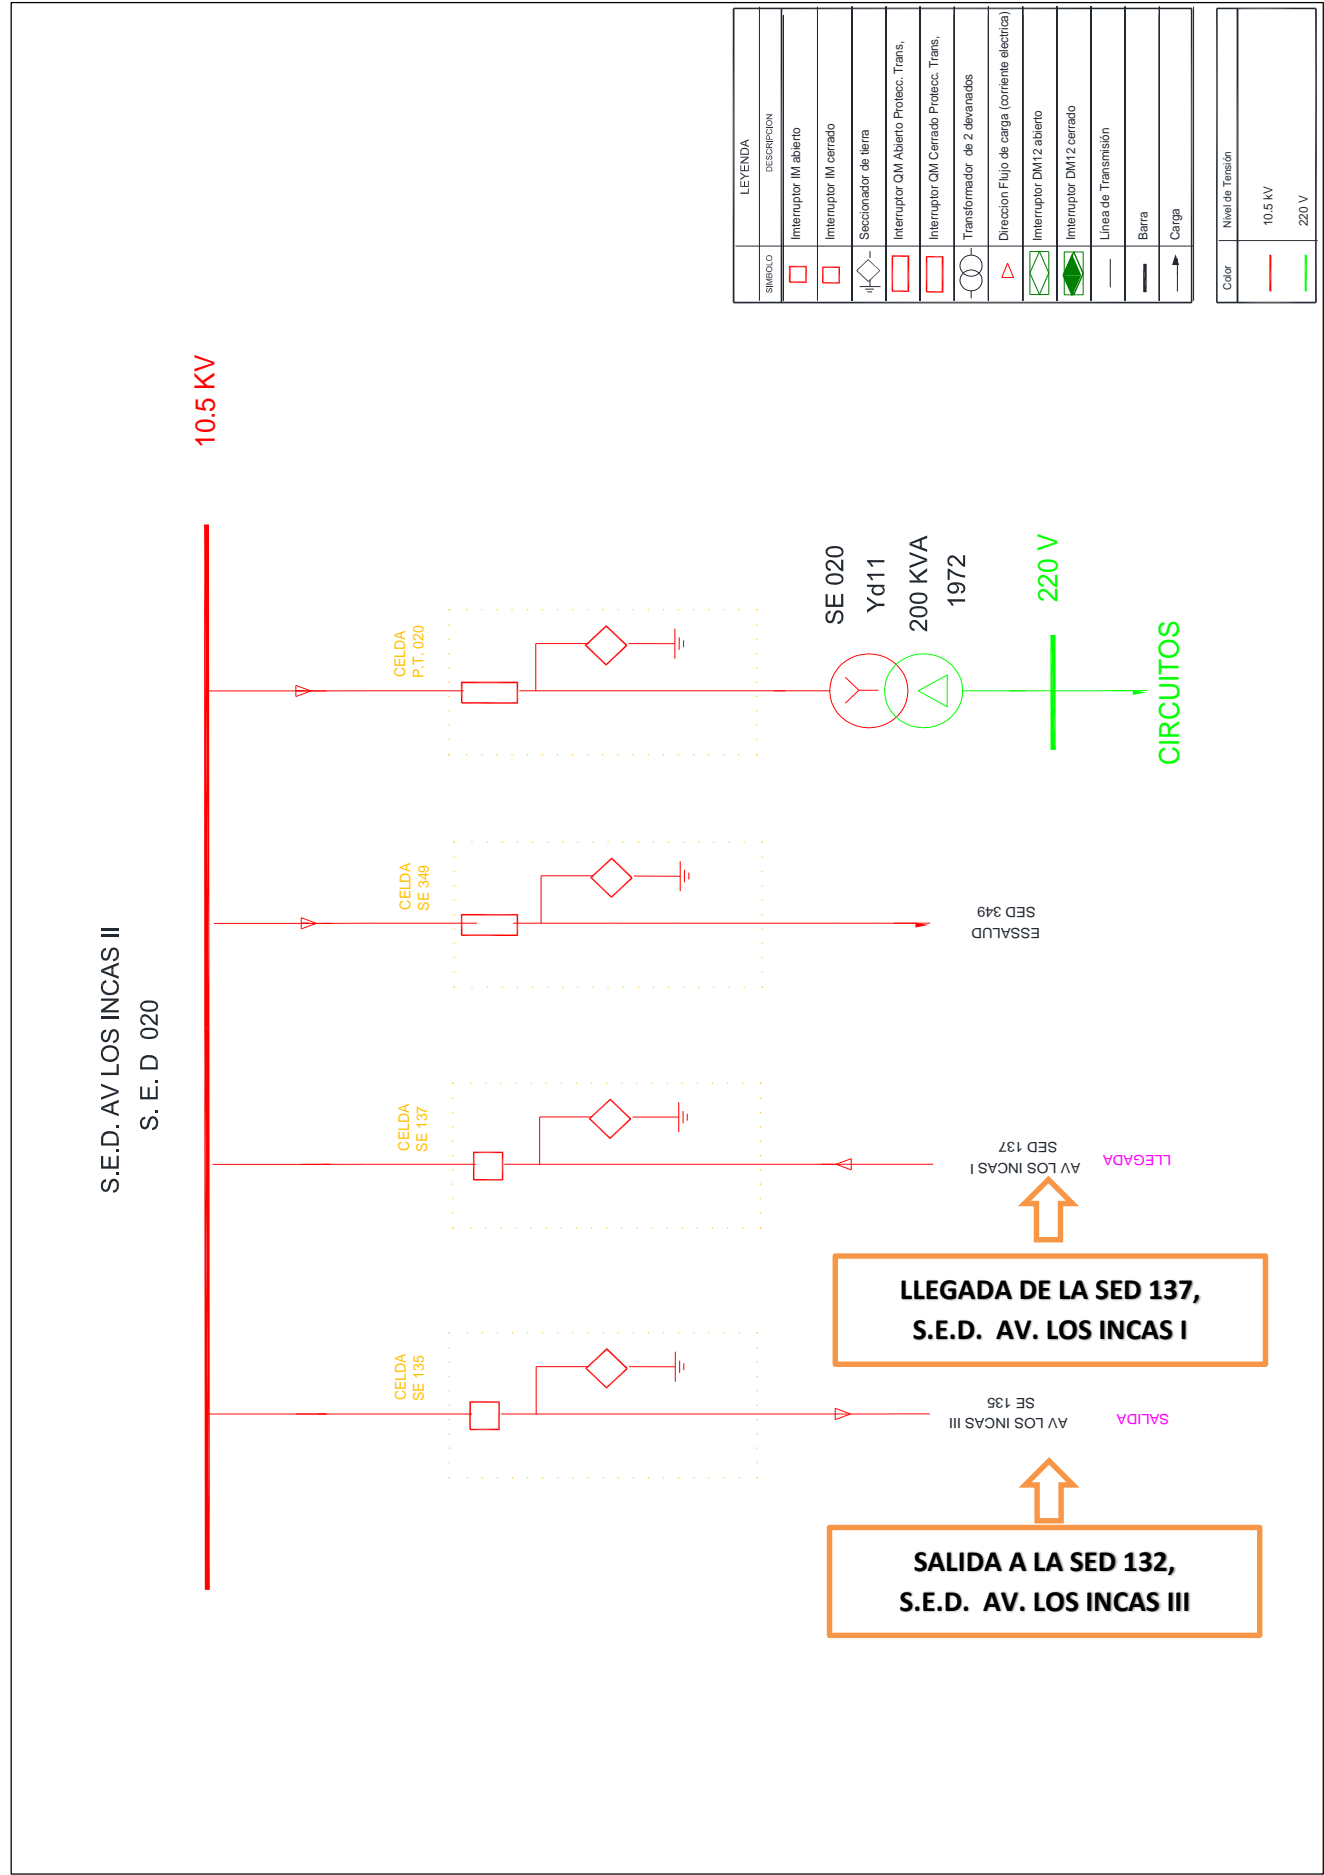 S.E.D. AV LOS INCAS II
S. E. D  020
10.5 KV
CELDA
SE 135
CELDA
SE 137
CELDA
SE 349
CELDA
P.T. 020
SE 135
AV LOS INCAS III
SALIDA
SED 137
AV LOS INCAS I
LLEGADA
SED 349
ESSALUD
SE 020
Yd11
200 KVA
1972
220 V
CIRCUITOS
LLEGADA DE LA SED 137,
S.E.D.  AV. LOS INCAS I
SALIDA A LA SED 132,
S.E.D.  AV. LOS INCAS III
LEYENDA
SIMBOLO DESCRIPCION
Imterruptor IM abierto
Imterruptor IM cerrado
Seccionador de tierra
Interruptor QM Abierto Protecc. Trans,
Interruptor QM Cerrado Protecc. Trans,
Transformador  de 2 devanados
Direccion Flujo de carga (corriente electrica)
Imterruptor DM12 abierto
Imterruptor DM12 cerrado
Línea de Transmisión
Barra
Carga
Color Nivel de Tensión
10.5 kV
220 V